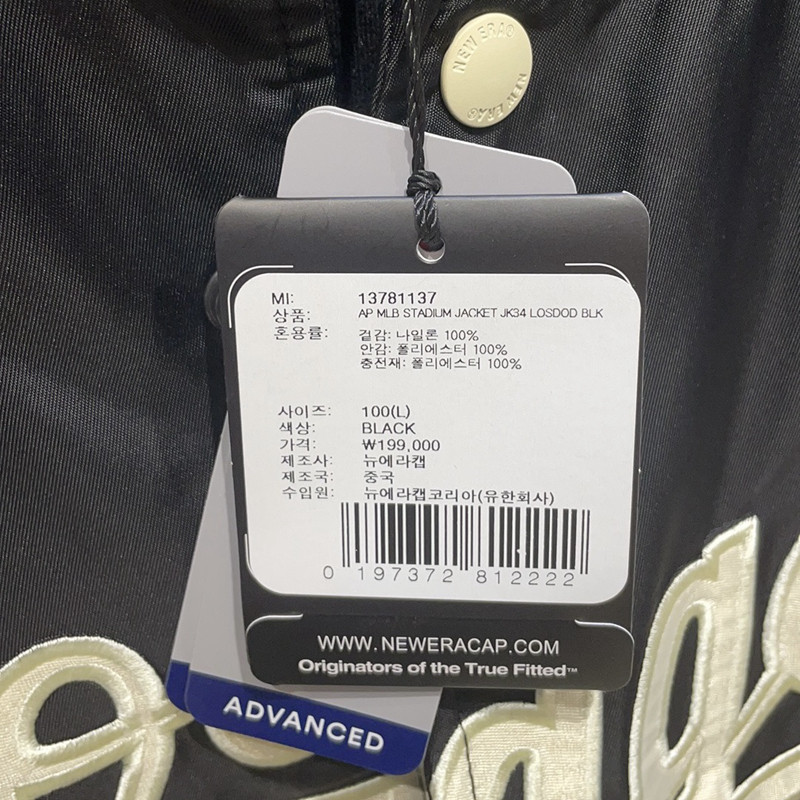 NEW ERA©
NEW ERA©
MI: 13781137
상품: AP MLB STADIUM JACKET JK34 LOSDOD BLK
혼용률: 겉감: 나일론 100%
안감: 폴리에스터 100%
충전재: 폴리에스터 100%
사이즈: 100(L)
색상: BLACK
가격: ₩199,000
제조사: 뉴에라캡
제조국: 중국
수입원: 뉴에라캡코리아(유한회사)
0 197372 812222
WWW.NEWERACAP.COM
Originators of the True Fitted™
ADVANCED